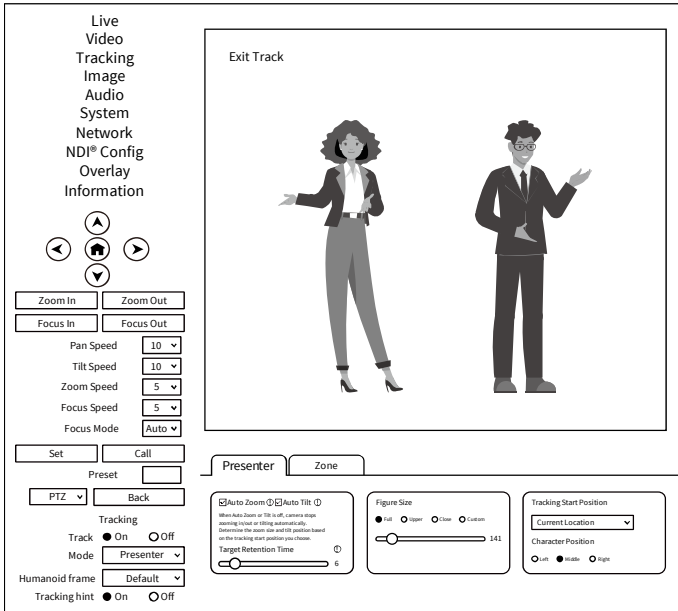 Live
Video
Tracking
Image
Audio
System
Network
NDI® Config
Overlay
Information
Zoom In
Zoom Out
Focus In
Focus Out
Pan Speed 10
Tilt Speed 10
Zoom Speed 5
Focus Speed 5
Focus Mode Auto
Set
Call
Preset
PTZ
Back
Tracking
Track On Off
Mode Presenter
Humanoid frame Default
Tracking hint On Off
Exit Track
Presenter
Zone
Auto Zoom Auto Tilt
When Auto Zoom or Tilt is off, camera stops
zooming in/out or tilting automatically.
Determine the zoom size and tilt position based
on the tracking start position you choose.
Target Retention Time
6
Figure Size
Full Upper Close Custom
141
Tracking Start Position
Current Location
Character Position
Left Middle Right